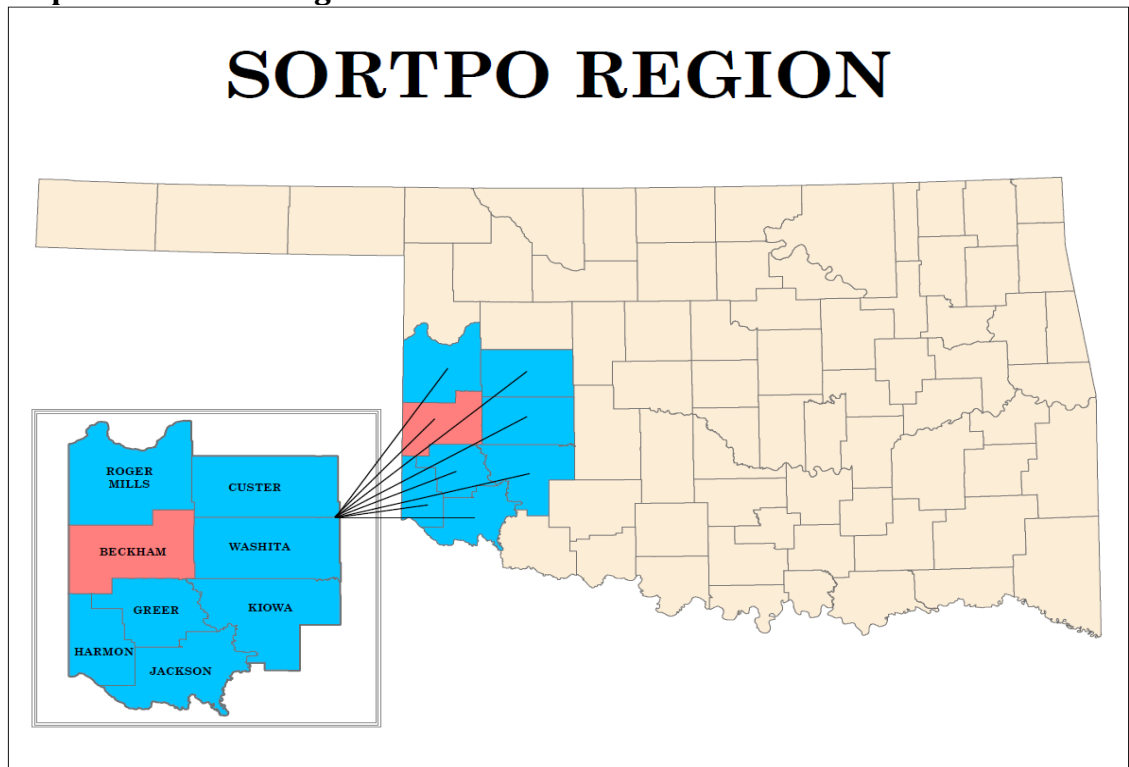 SORTPO REGION
ROGER
MILLS
CUSTER
BECKHAM
WASHITA
GREER
KIOWA
HARMON
JACKSON